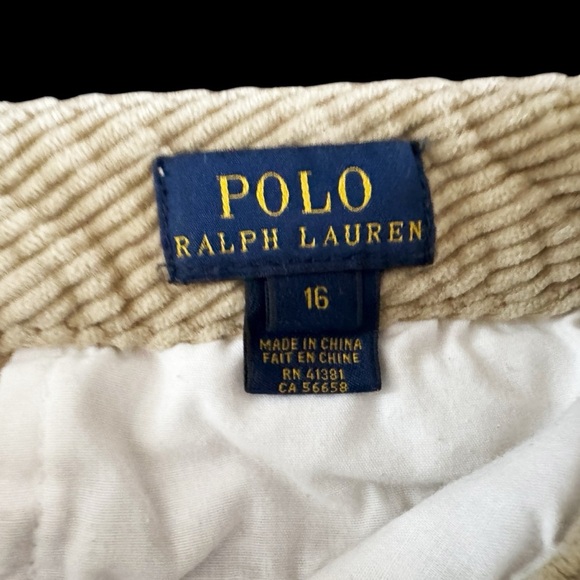 POLO
RALPH LAUREN
16
MADE IN CHINA
FAIT EN CHINE
RN 41381
CA 56658